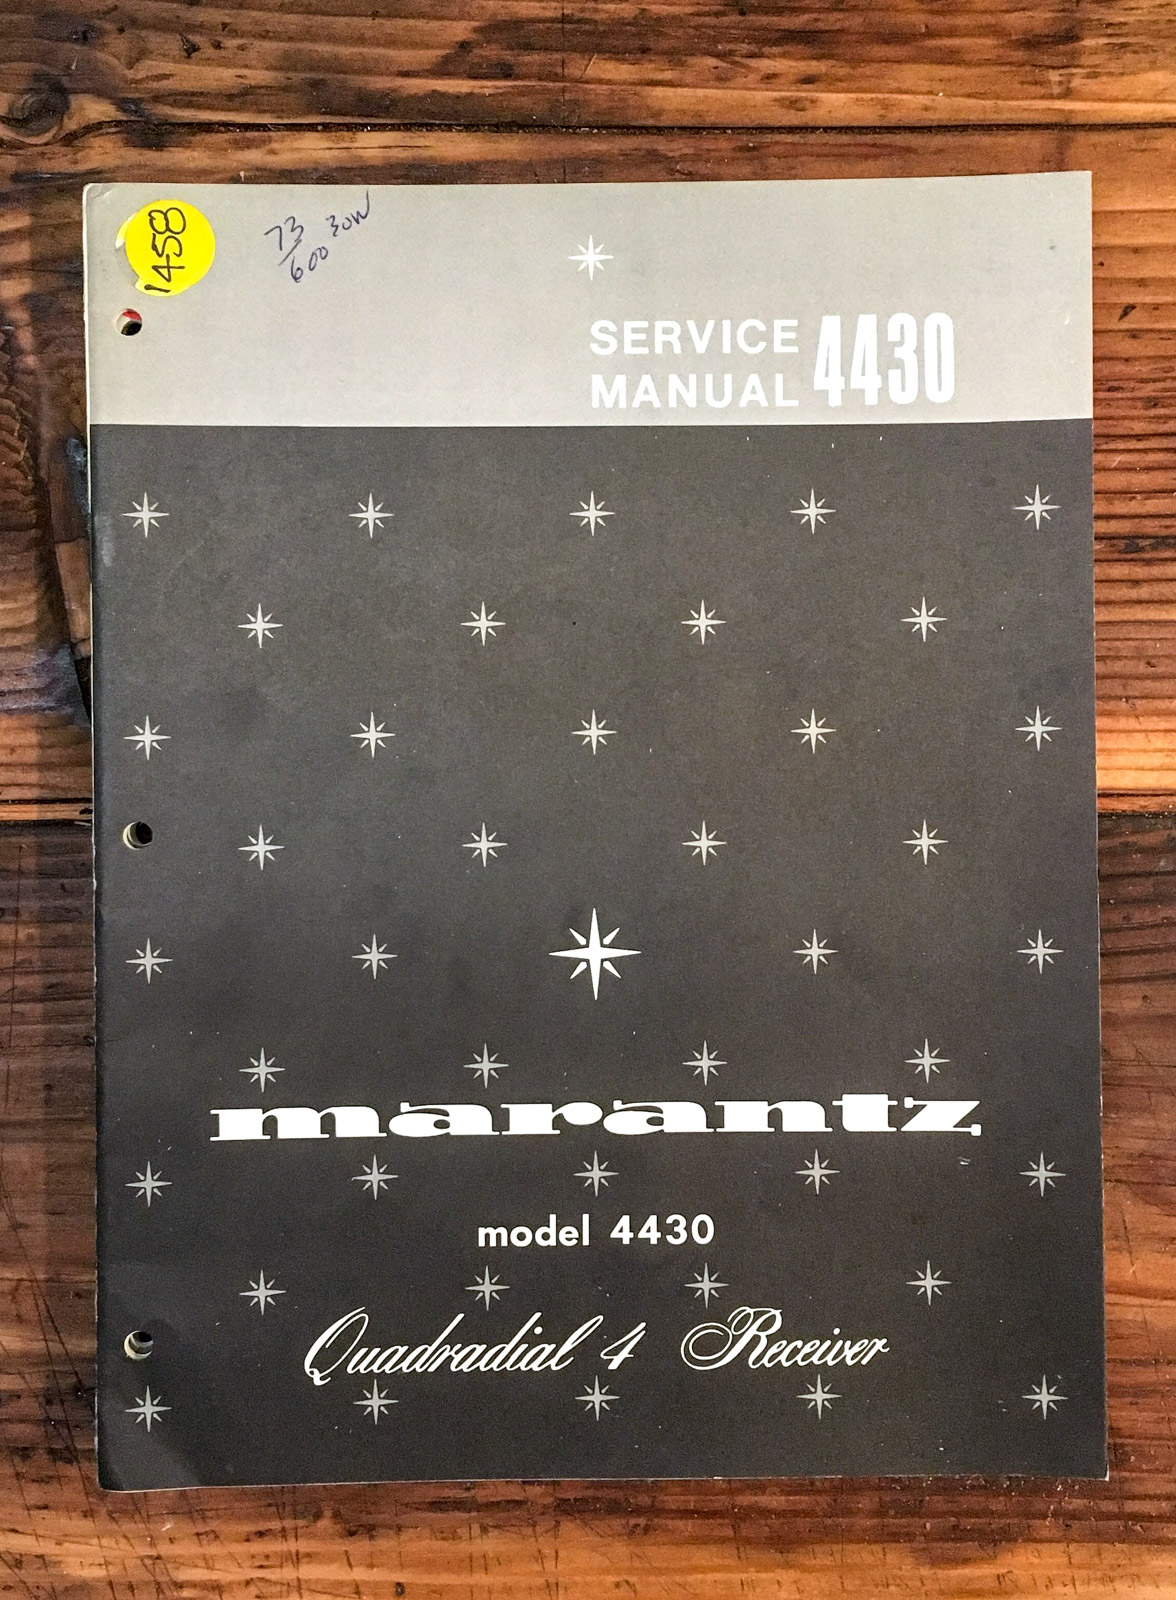 1458
73
600 30W
SERVICE
MANUAL 4430
marantz
model 4430
Quadradial 4 Receiver